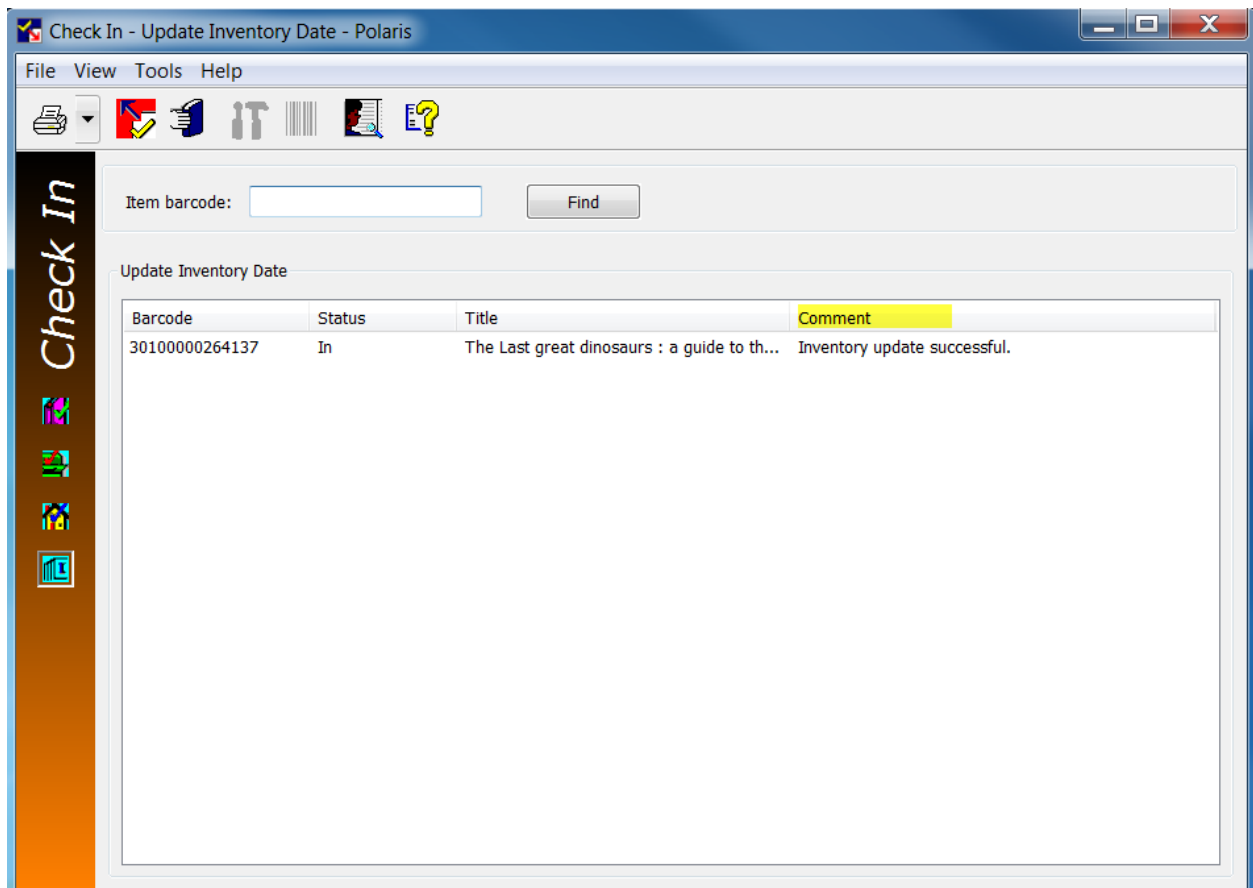 Check In - Update Inventory Date - Polaris
File View Tools Help
Check In
Item barcode: Find
Update Inventory Date
Barcode Status Title Comment
30100000264137 In The Last great dinosaurs : a guide to th... Inventory update successful.